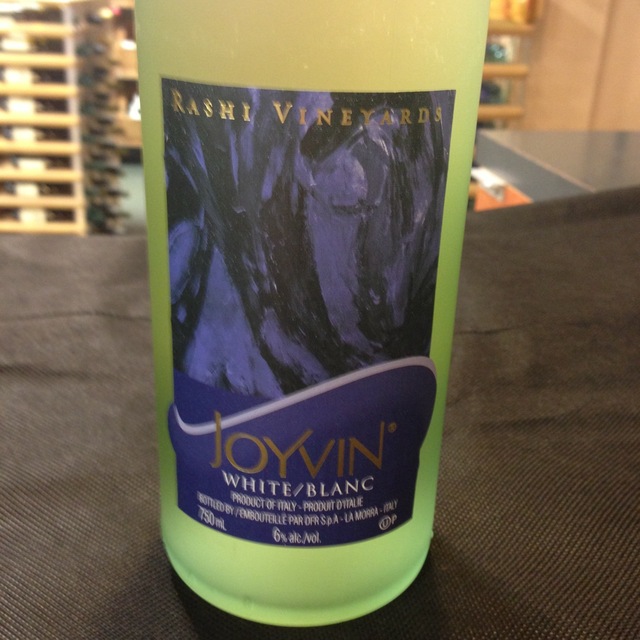 RASHI VINEYARDS
JOYVIN®
WHITE/BLANC
PRODUCT OF ITALY - PRODUIT D'ITALIE
BOTTLED BY / EMBOUTEILLÉ PAR DFR S.p.A - LA MORRA - ITALY
750 mL
6% alc./vol.
Ⓤ P